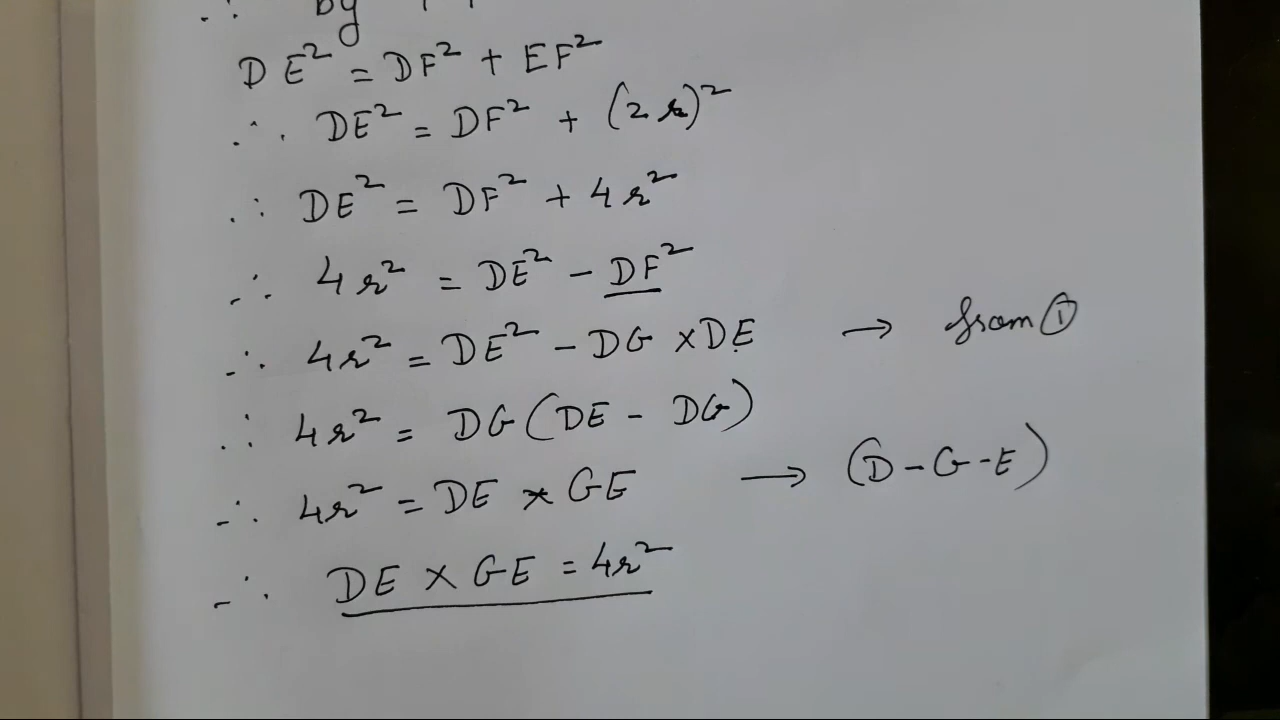 ∴ by
DE² = DF² + EF²
∴ DE² = DF² + (2r)²
∴ DE² = DF² + 4r²
∴ 4r² = DE² - DF²
∴ 4r² = DE² - DG × DE → from ①
∴ 4r² = DG (DE - DG)
∴ 4r² = DE × GE → (D - G - E)
∴ DE × GE = 4r²